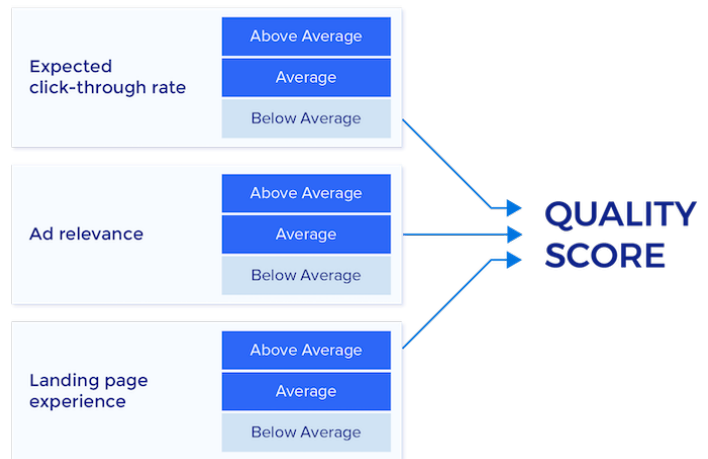 Expected
click-through rate
Above Average
Average
Below Average
Ad relevance
Above Average
Average
Below Average
Landing page
experience
Above Average
Average
Below Average
QUALITY
SCORE